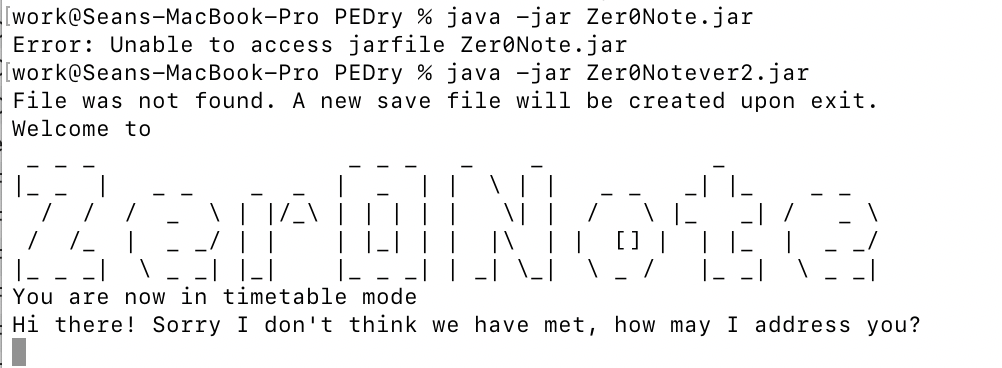 [work@Seans-MacBook-Pro PEDry % java -jar Zer0Note.jar
Error: Unable to access jarfile Zer0Note.jar
[work@Seans-MacBook-Pro PEDry % java -jar Zer0Notever2.jar
File was not found. A new save file will be created upon exit.
Welcome to
Zer0Note
You are now in timetable mode
Hi there! Sorry I don't think we have met, how may I address you?